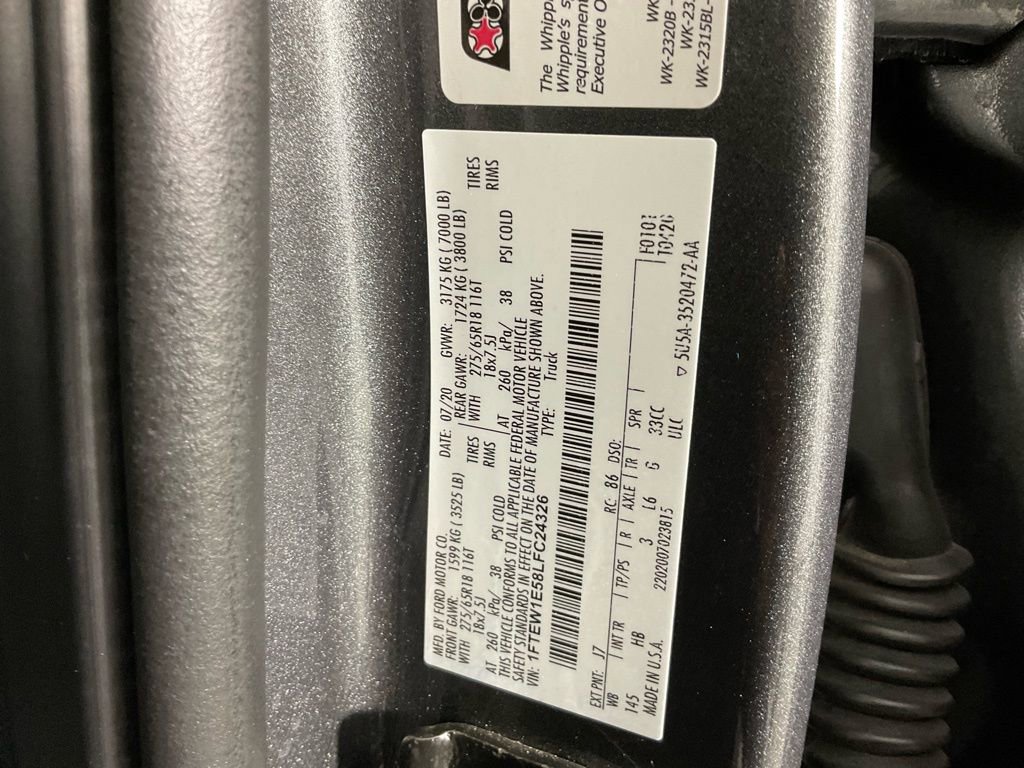 The Whipp
Whipple's s
requiremen
Executive O
WK-2320B -
WK-2315BL-
MFD. BY FORD MOTOR CO.
DATE: 07/20 GVWR: 3175 KG ( 7000 LB)
FRONT GAWR: 1599 KG ( 3525 LB)
REAR GAWR: 1724 KG ( 3800 LB)
WITH 275/65R18 116T TIRES
WITH 275/65R18 116T TIRES
18x7.5J RIMS
18x7.5J RIMS
AT 260 kPa/ 38 PSI COLD
AT 260 kPa/ 38 PSI COLD
THIS VEHICLE CONFORMS TO ALL APPLICABLE FEDERAL MOTOR VEHICLE
SAFETY STANDARDS IN EFFECT ON THE DATE OF MANUFACTURE SHOWN ABOVE.
VIN: 1FTEW1E58LFC24326 TYPE: Truck
EXT PNT: J7 RC: 86 DSO:
WB INT TR TP/PS R AXLE TR SPR
145 HB 3 L6 G 33CC
MADE IN U.S.A. 2202007023815
▽ 5U5A-3520472-AA